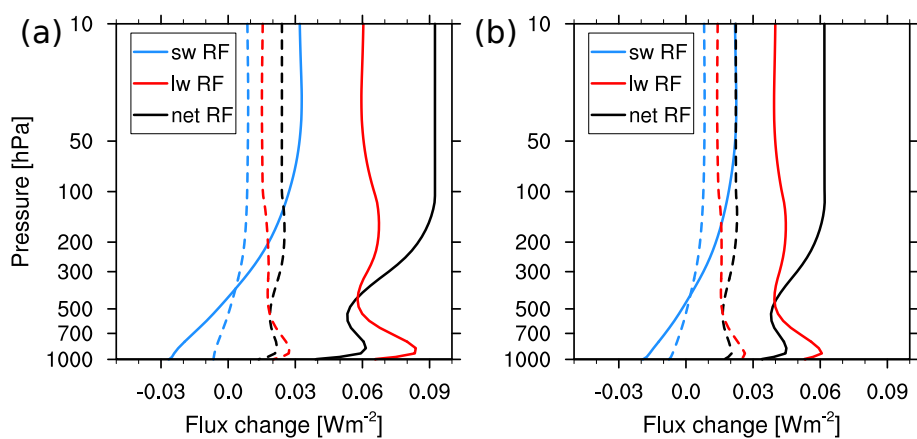 (a)
sw RF
lw RF
net RF
Pressure [hPa]
10
50
100
200
300
500
700
1000
-0.03 0.0 0.03 0.06 0.09
Flux change [Wm-2]
(b)
sw RF
lw RF
net RF
10
50
100
200
300
500
700
1000
-0.03 0.0 0.03 0.06 0.09
Flux change [Wm-2]